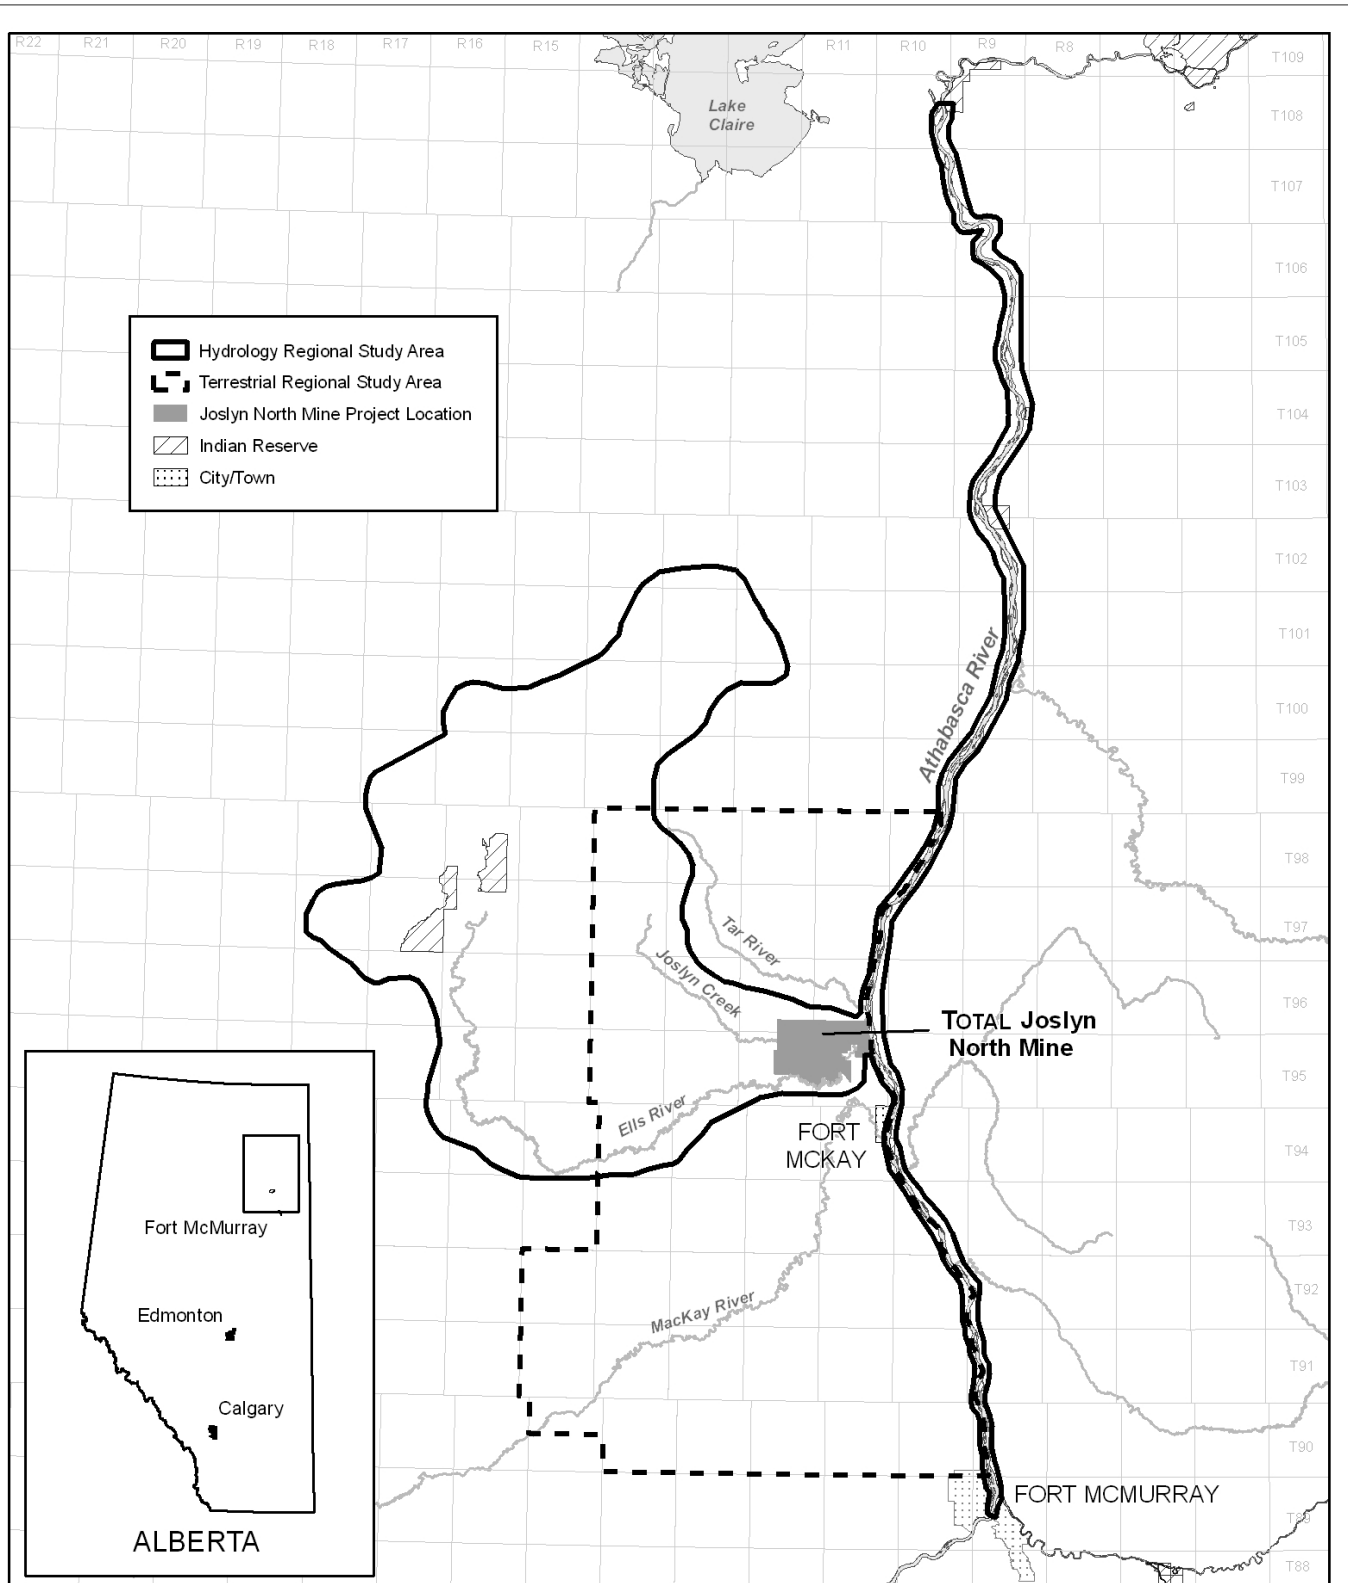 R22 R21 R20 R19 R18 R17 R16 R15 R11 R10 R9 R8
T109
Lake
Claire
T108
T107
T106
T105
T104
T103
T102
T101
T100
T99
T98
T97
T96
T95
T94
T93
T92
T91
T90
T89
T88
Hydrology Regional Study Area
Terrestrial Regional Study Area
Joslyn North Mine Project Location
Indian Reserve
City/Town
Athabasca River
Tar River
Joslyn Creek
TOTAL Joslyn
North Mine
Ells River
FORT
MCKAY
MacKay River
FORT MCMURRAY
Fort McMurray
Edmonton
Calgary
ALBERTA